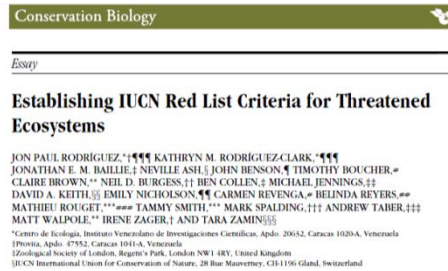 Conservation Biology
Essay
Establishing IUCN Red List Criteria for Threatened
Ecosystems
JON PAUL RODRÍGUEZ,*†¶¶¶ KATHRYN M. RODRÍGUEZ-CLARK,*¶¶¶
JONATHAN E. M. BAILLIE,‡ NEVILLE ASH,§ JOHN BENSON,¶ TIMOTHY BOUCHER,#
CLAIRE BROWN,** NEIL D. BURGESS,†† BEN COLLEN,‡ MICHAEL JENNINGS,‡‡
DAVID A. KEITH,§§ EMILY NICHOLSON,¶¶ CARMEN REVENGA,# BELINDA REYERS,##
MATHIEU ROUGET,***### TAMMY SMITH,*** MARK SPALDING,††† ANDREW TABER,‡‡‡
MATT WALPOLE,** IRENE ZAGER,† AND TARA ZAMIN§§§
*Centro de Ecología, Instituto Venezolano de Investigaciones Científicas, Apdo. 20632, Caracas 1020-A, Venezuela
†Provita, Apdo. 47552, Caracas 1041-A, Venezuela
‡Zoological Society of London, Regent's Park, London NW1 4RY, United Kingdom
§IUCN International Union for Conservation of Nature, 28 Rue Mauverney, CH-1196 Gland, Switzerland